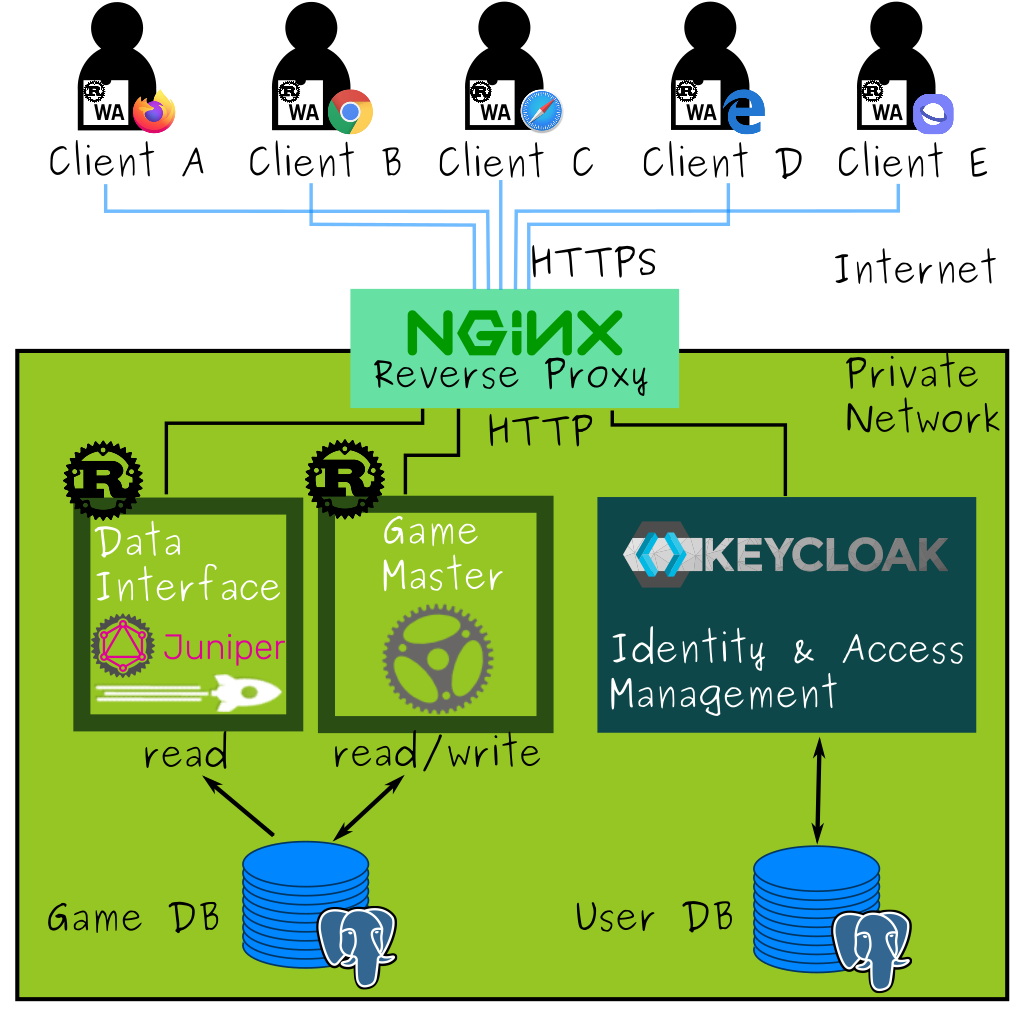 WA
WA
WA
WA
WA
Client A
Client B
Client C
Client D
Client E
HTTPS
Internet
NGINX
Reverse Proxy
Private
Network
HTTP
R
R
Data
Interface
Juniper
Game
Master
KEYCLOAK
Identity & Access
Management
read
read/write
Game DB
User DB